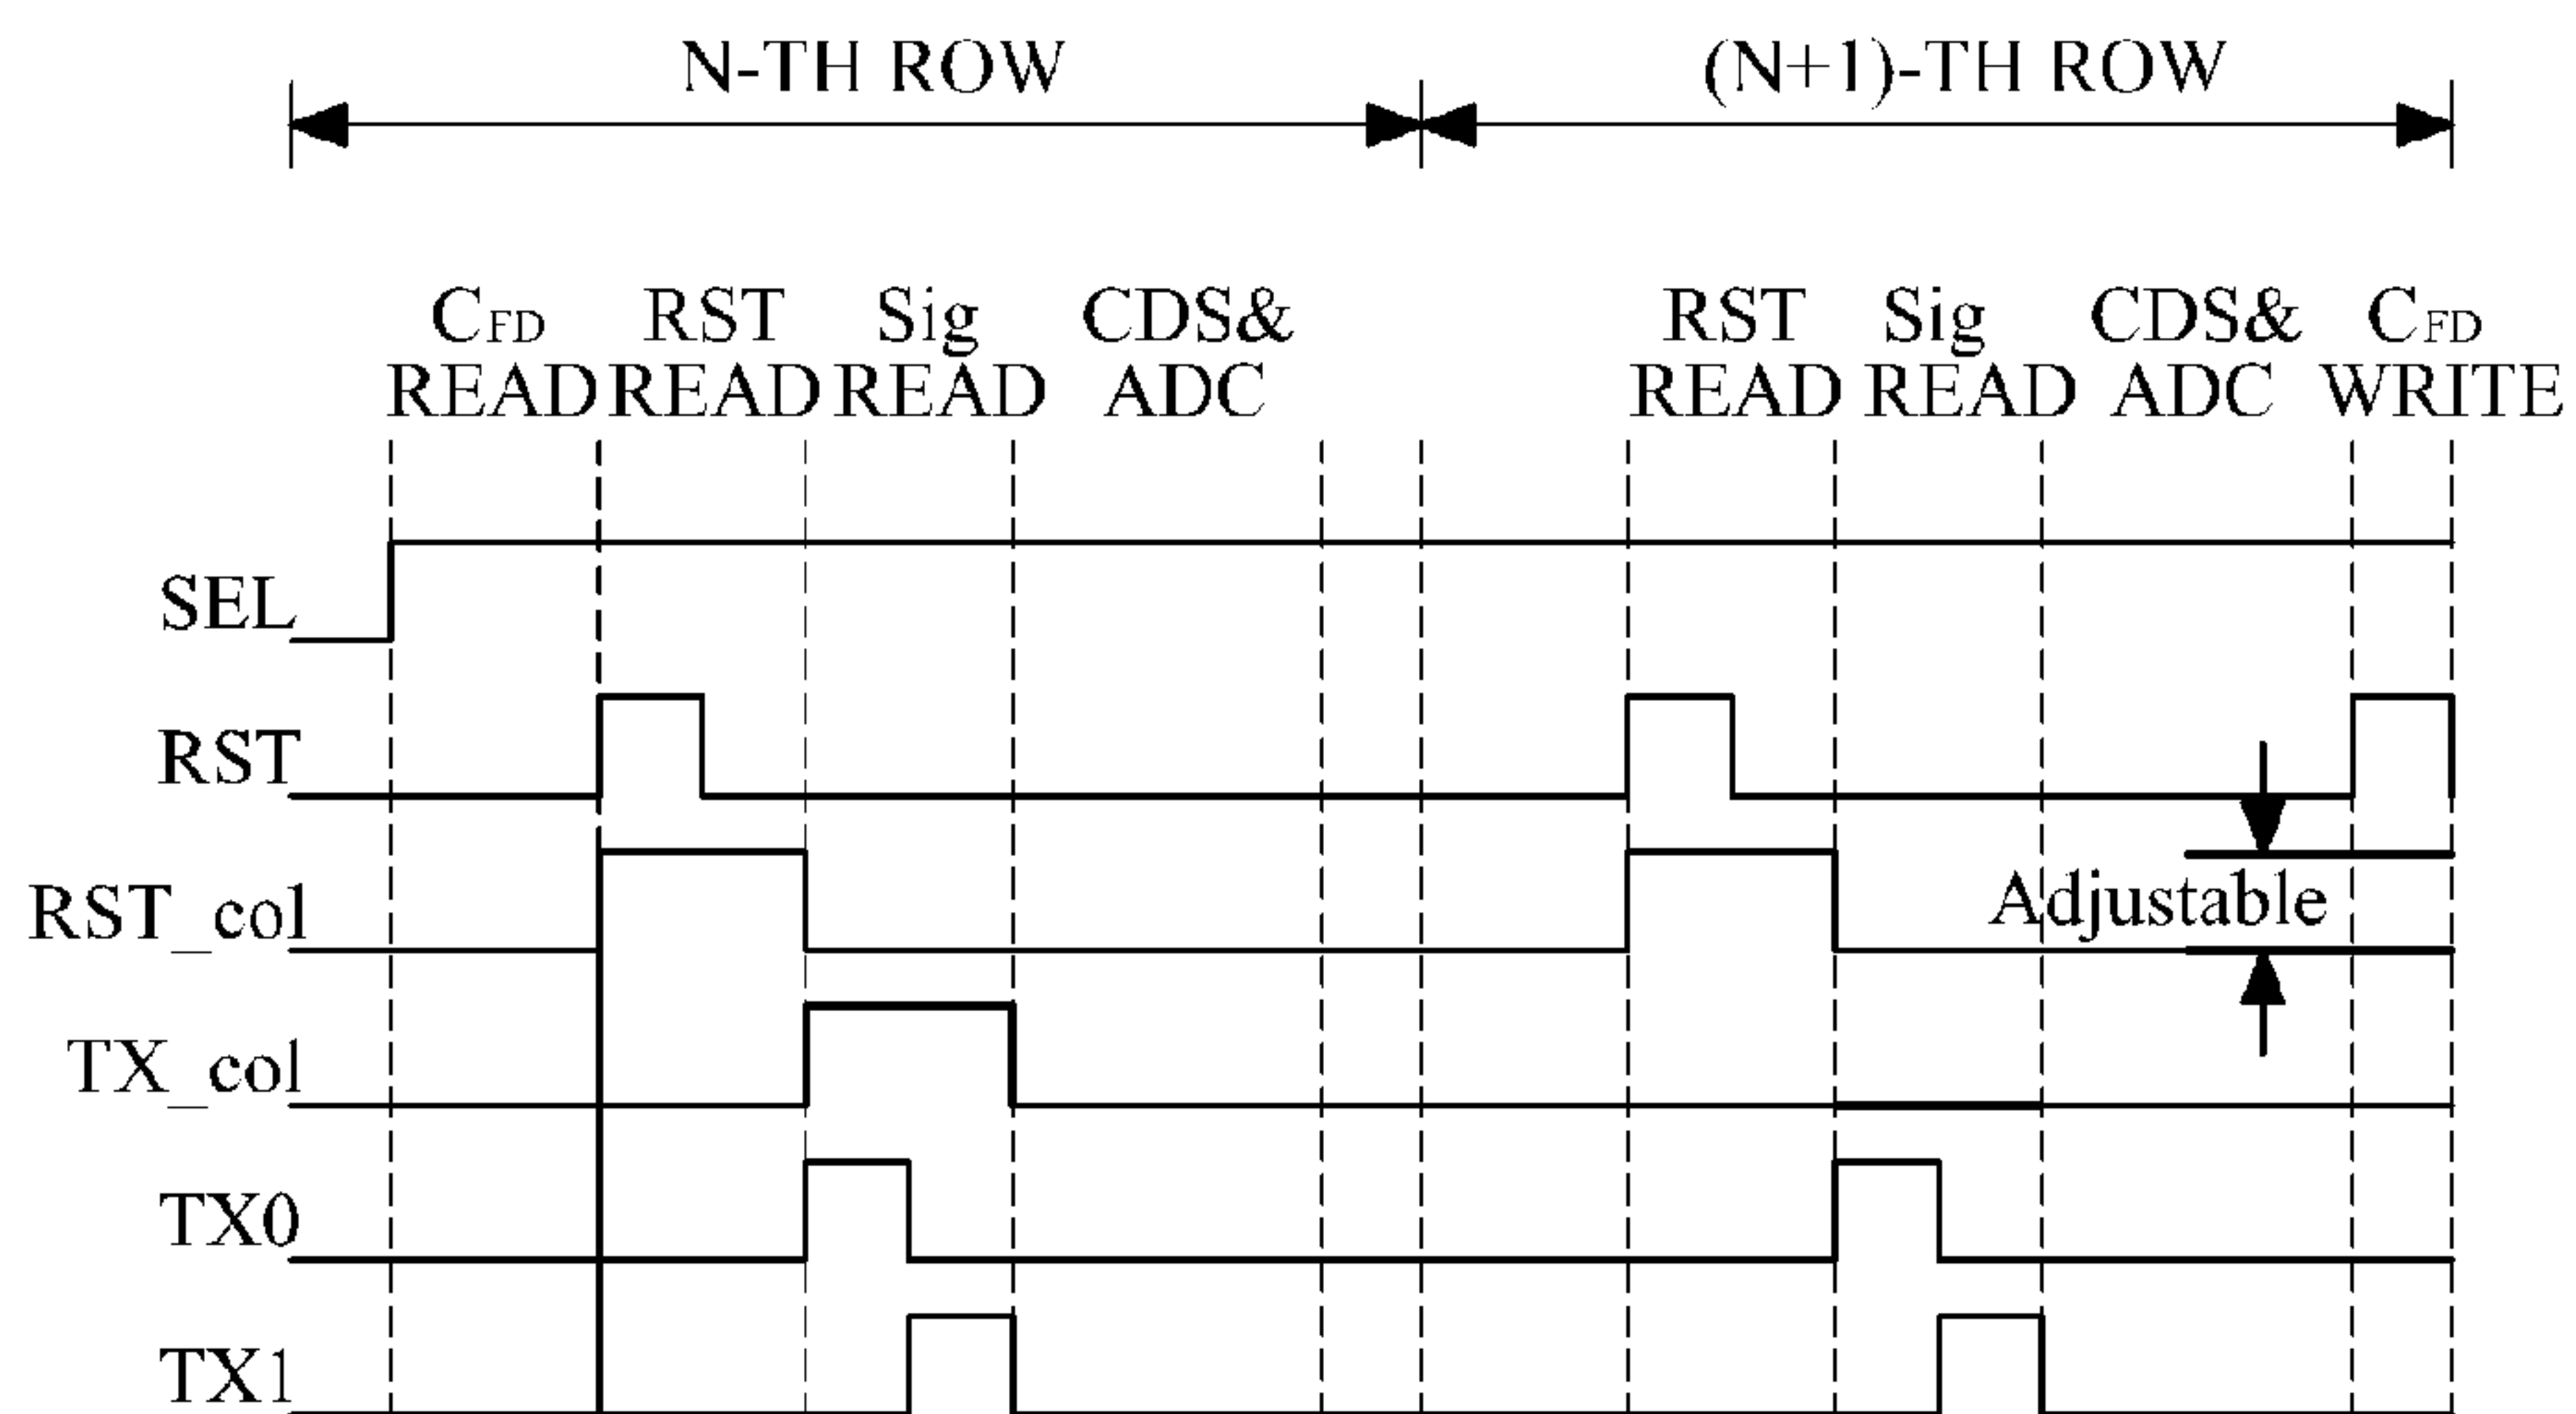 N-TH ROW (N+1)-TH ROW
CFD RST Sig CDS& RST Sig CDS& CFD
READ READ READ ADC READ READ ADC WRITE
SEL
RST
RST_col Adjustable
TX_col
TX0
TX1